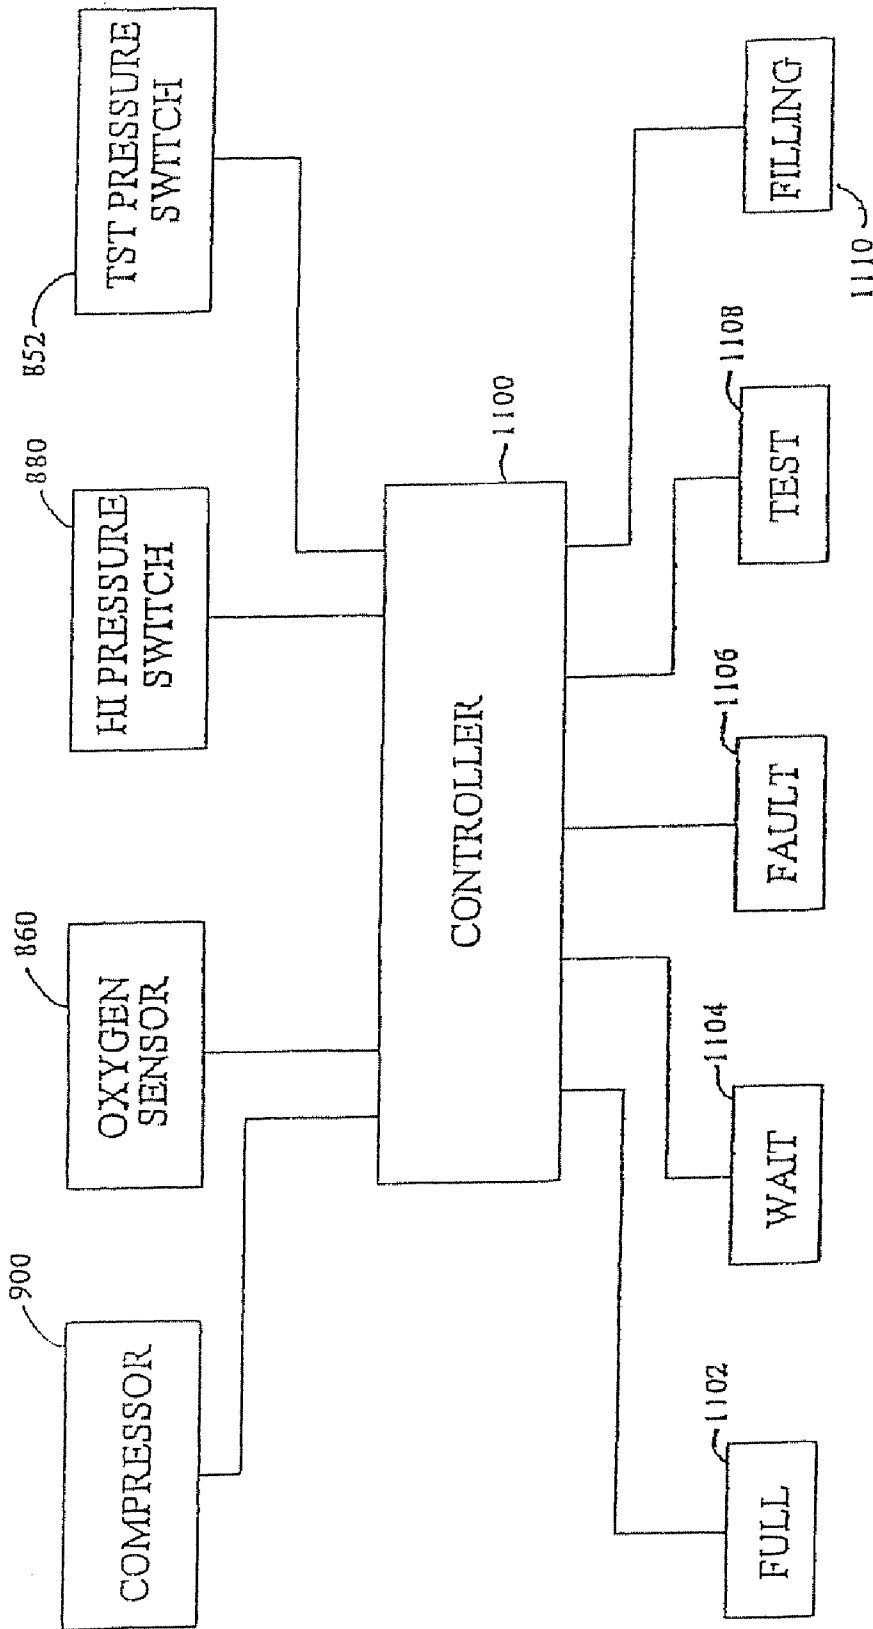 900
COMPRESSOR
860
OXYGEN
SENSOR
880
HI PRESSURE
SWITCH
852
TST PRESSURE
SWITCH
1100
CONTROLLER
1102
FULL
1104
WAIT
1106
FAULT
1108
TEST
FILLING
1110